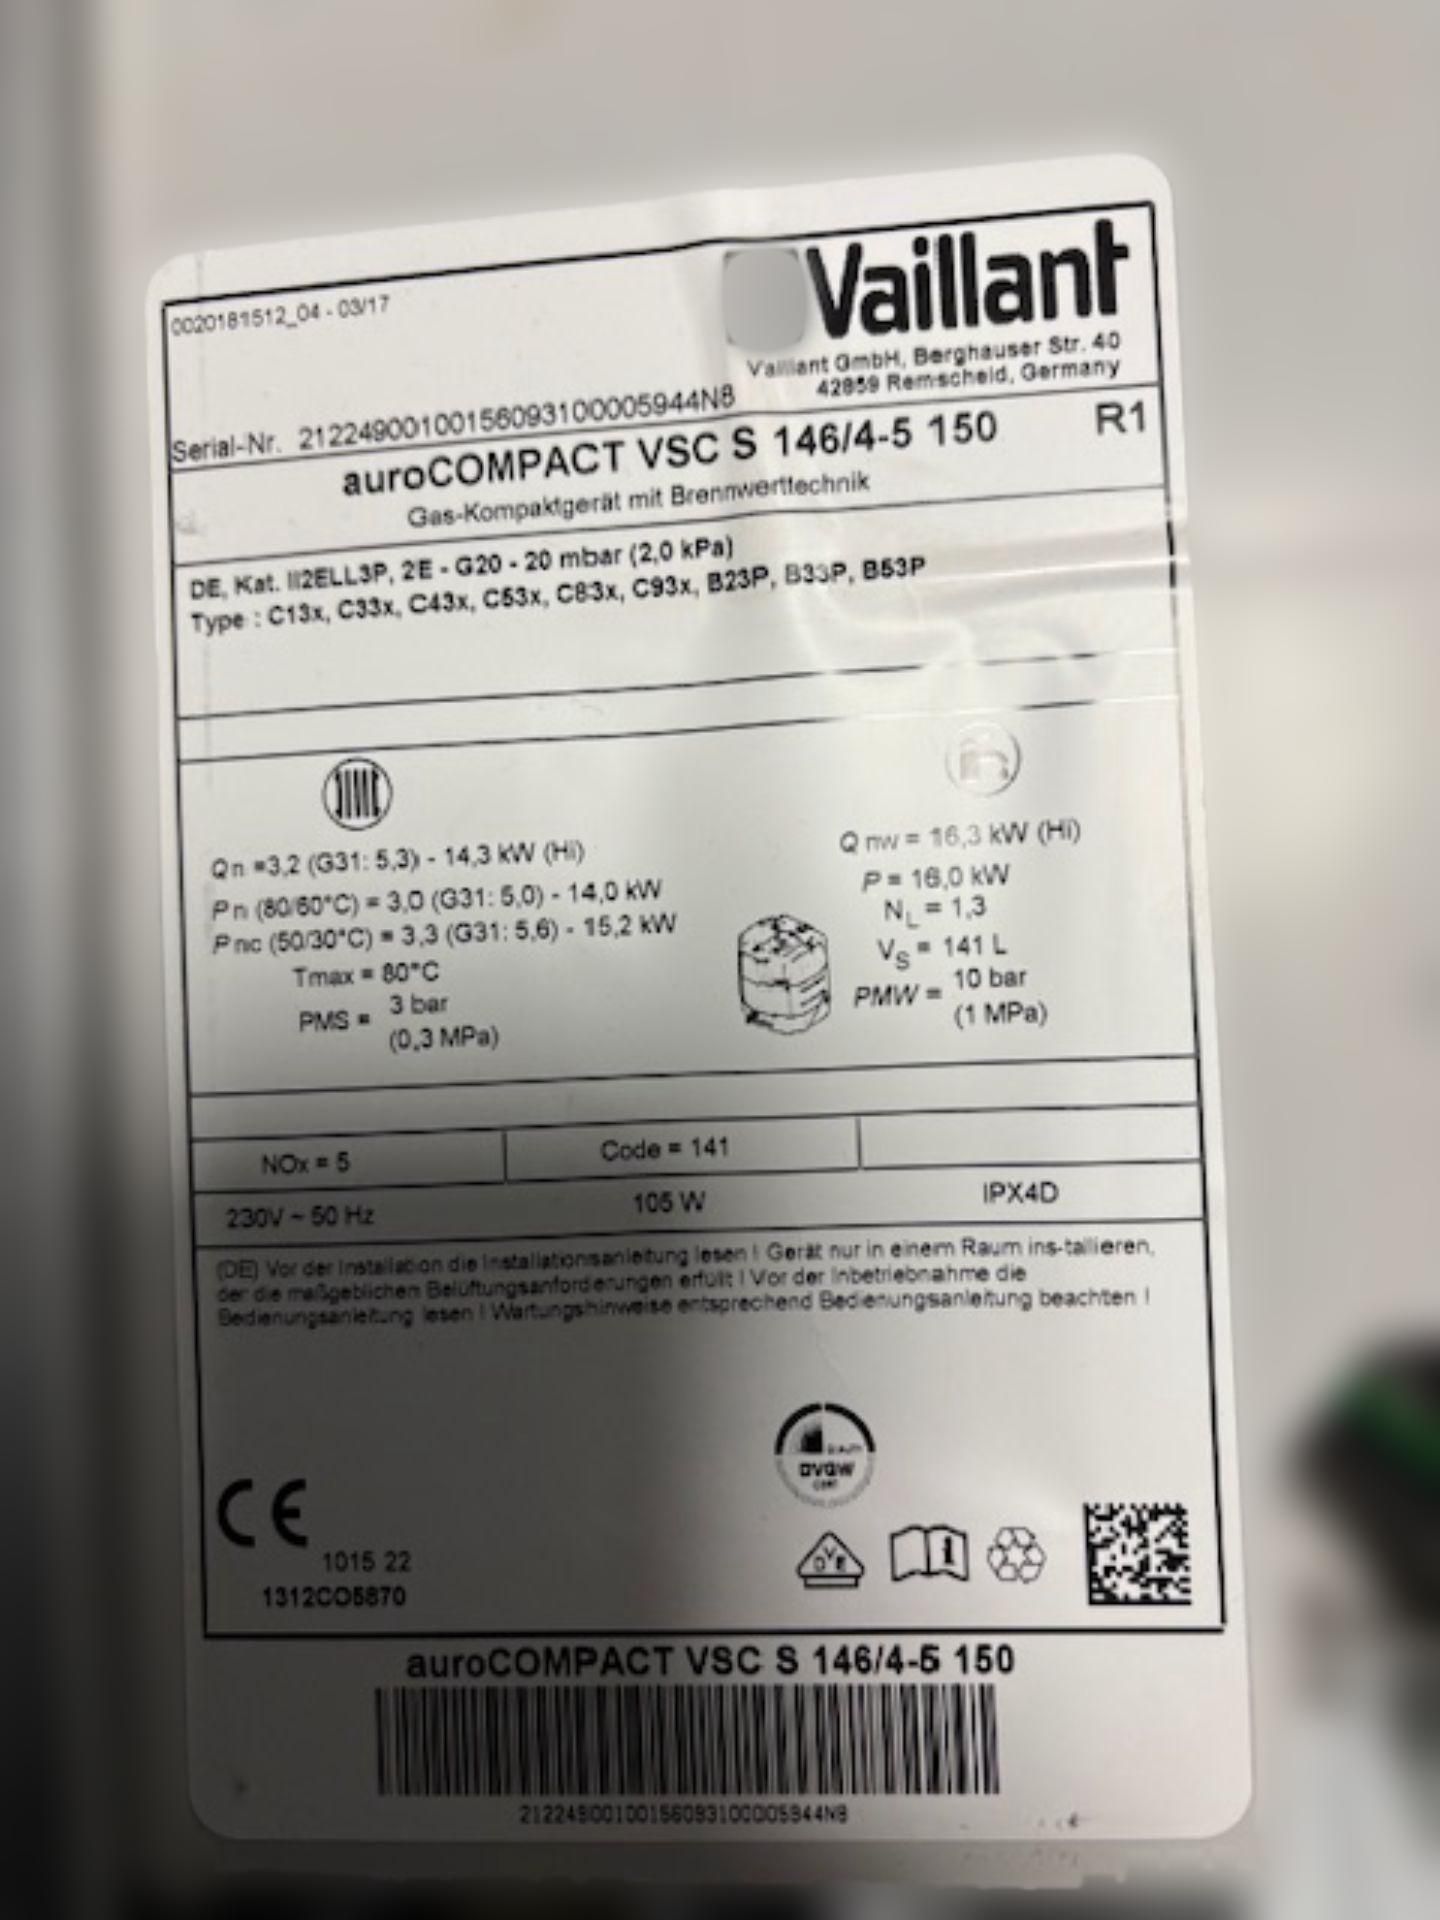 0020181512_04 - 03/17
Vaillant
Vaillant GmbH, Berghauser Str. 40
42859 Remscheid, Germany
Serial-Nr. 21224900100156093100005944N8
auroCOMPACT VSC S 146/4-5 150 R1
Gas-Kompaktgerät mit Brennwerttechnik
DE, Kat. II2ELL3P, 2E - G20 - 20 mbar (2,0 kPa)
Type : C13x, C33x, C43x, C53x, C83x, C93x, B23P, B33P, B53P
Qn =3,2 (G31: 5,3) - 14,3 kW (Hi)
Pn (80/60°C) = 3,0 (G31: 5,0) - 14,0 kW
Pnc (50/30°C) = 3,3 (G31: 5,6) - 15,2 kW
Tmax = 80°C
PMS = 3 bar
(0,3 MPa)
Q nw = 16,3 kW (Hi)
P = 16,0 kW
NL = 1,3
VS = 141 L
PMW = 10 bar
(1 MPa)
NOx = 5 Code = 141
230V ~ 50 Hz 105 W IPX4D
(DE) Vor der Installation die Installationsanleitung lesen ! Gerät nur in einem Raum ins-tallieren,
der die maßgeblichen Belüftungsanforderungen erfüllt ! Vor der Inbetriebnahme die
Bedienungsanleitung lesen ! Wartungshinweise entsprechend Bedienungsanleitung beachten !
DVGW
CERT
CE
1015 22
1312CO5870
DVE
auroCOMPACT VSC S 146/4-5 150
21224900100156093100005944N8